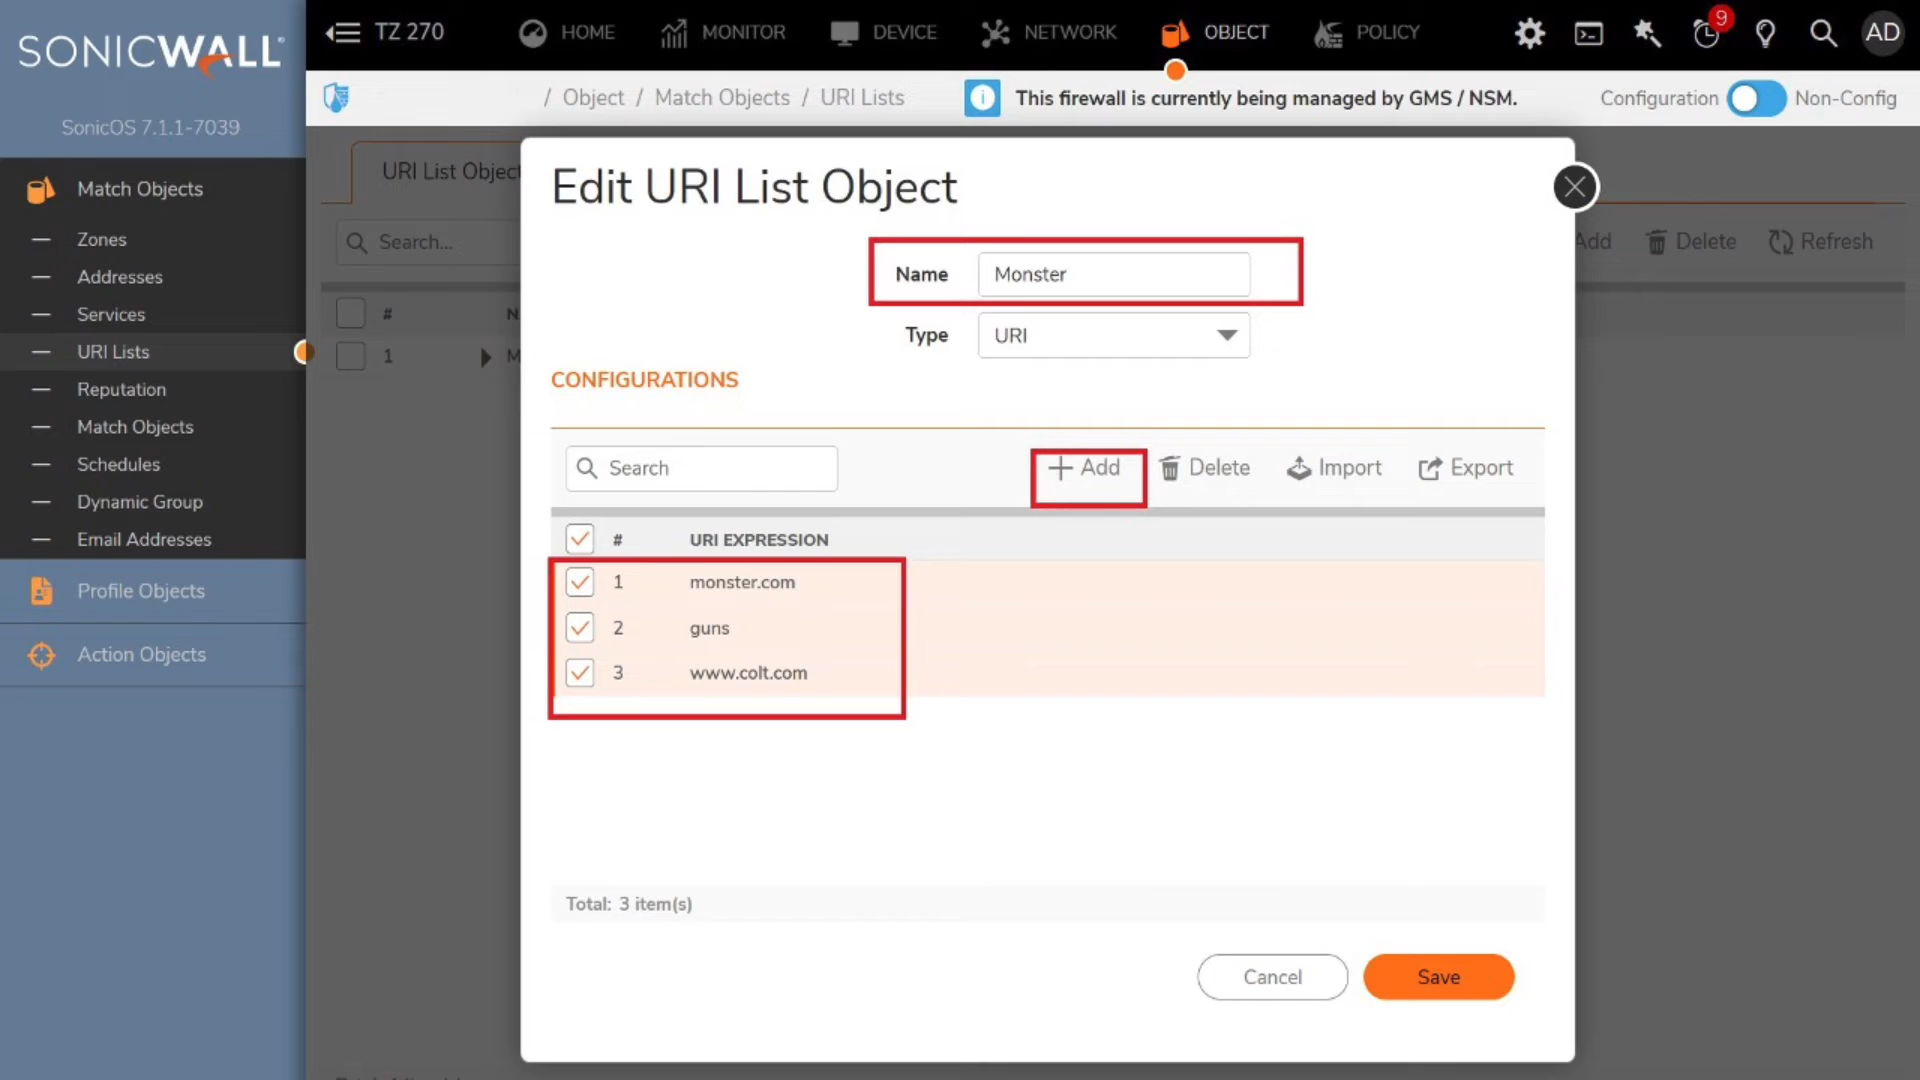 SONICWALL
SonicOS 7.1.1-7039
TZ 270
HOME
MONITOR
DEVICE
NETWORK
OBJECT
POLICY
9
AD
/ Object / Match Objects / URI Lists
This firewall is currently being managed by GMS / NSM.
Configuration
Non-Config
Match Objects
Zones
Addresses
Services
URI Lists
Reputation
Match Objects
Schedules
Dynamic Group
Email Addresses
Profile Objects
Action Objects
URI List Object
Search...
Add
Delete
Refresh
#
N
1
M
Edit URI List Object
Name
Monster
Type
URI
CONFIGURATIONS
Search
Add
Delete
Import
Export
# URI EXPRESSION
1 monster.com
2 guns
3 www.colt.com
Total: 3 item(s)
Cancel
Save